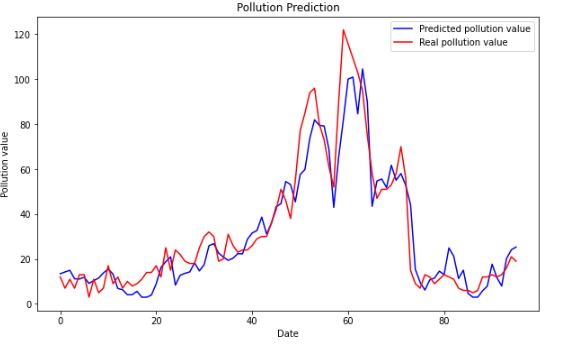 Pollution Prediction
Predicted pollution value
Real pollution value
Pollution value
120
100
80
60
40
20
0
0
20
40
60
80
Date